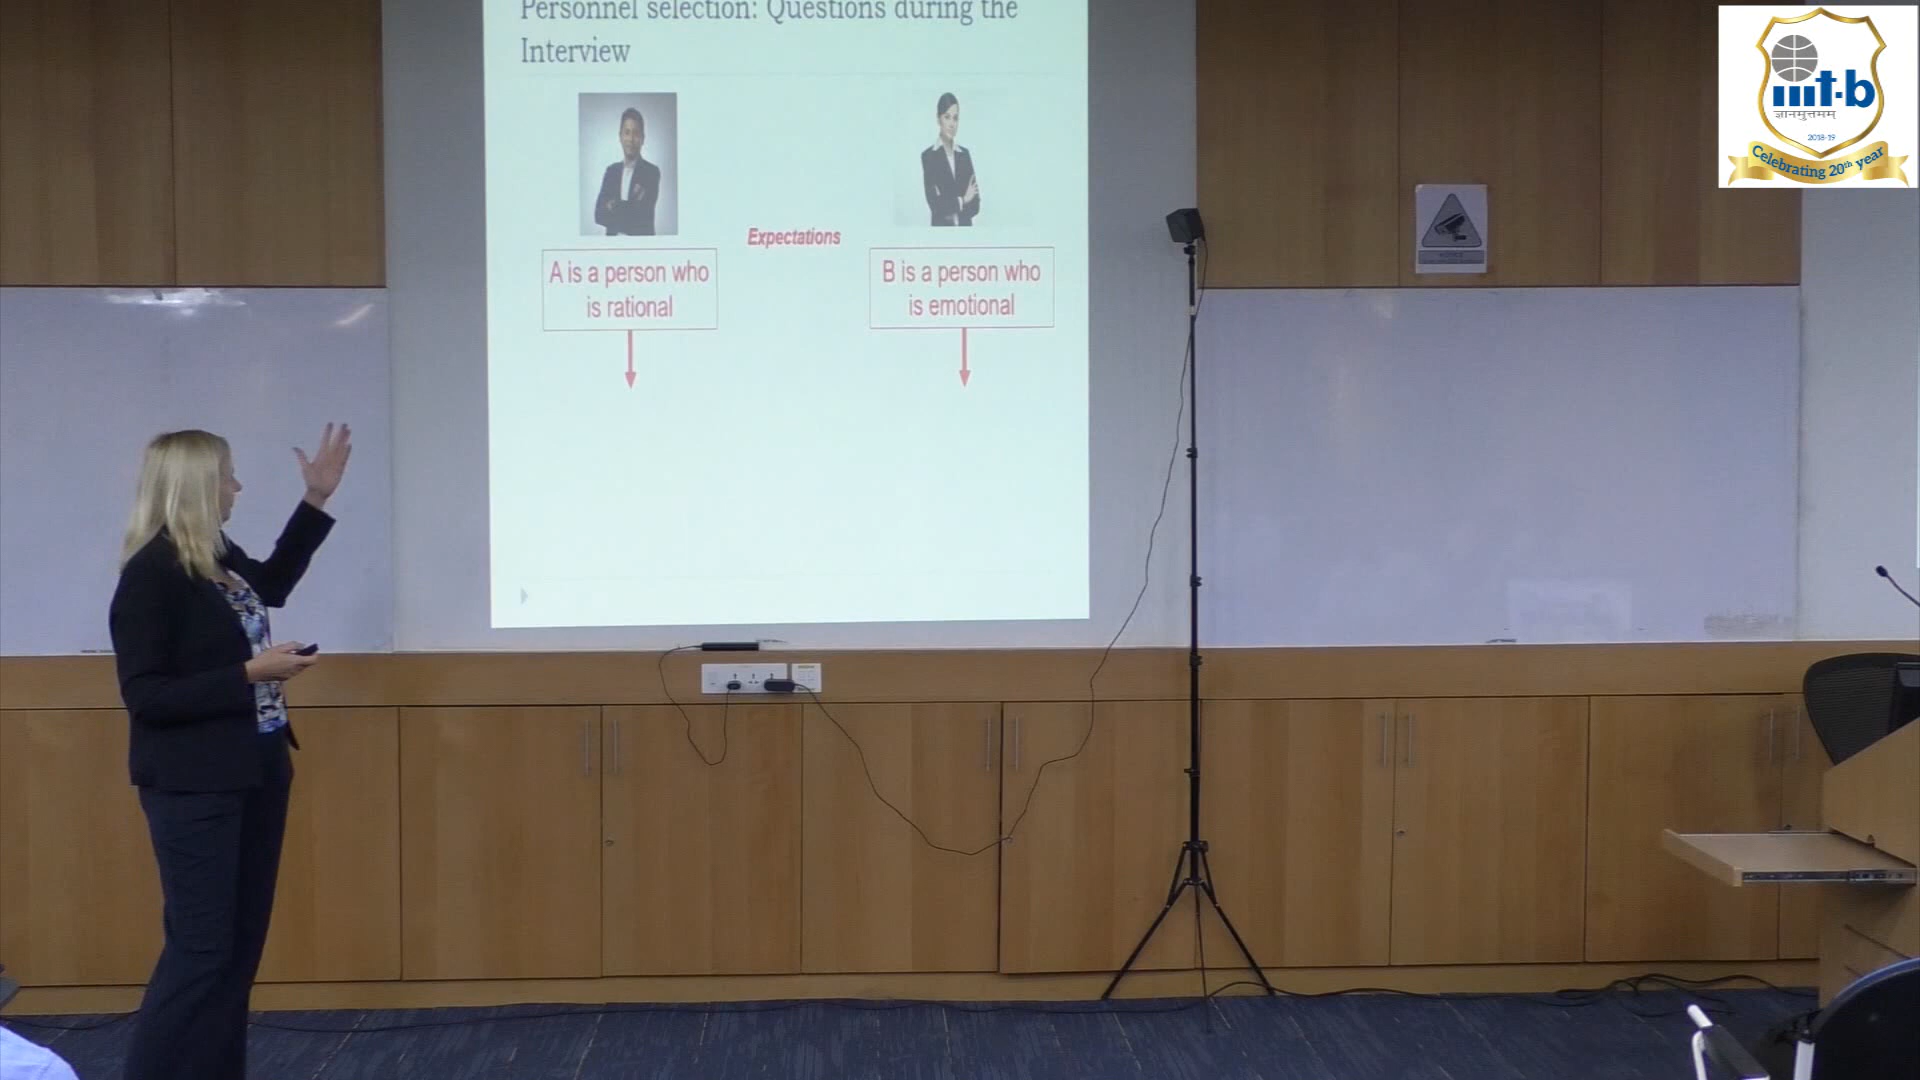 Personnel selection: Questions during the
Interview
Expectations
A is a person who
is rational
B is a person who
is emotional
iiit-b
ज्ञानमुत्तमम्
2018-19
Celebrating 20th year
NOTICE